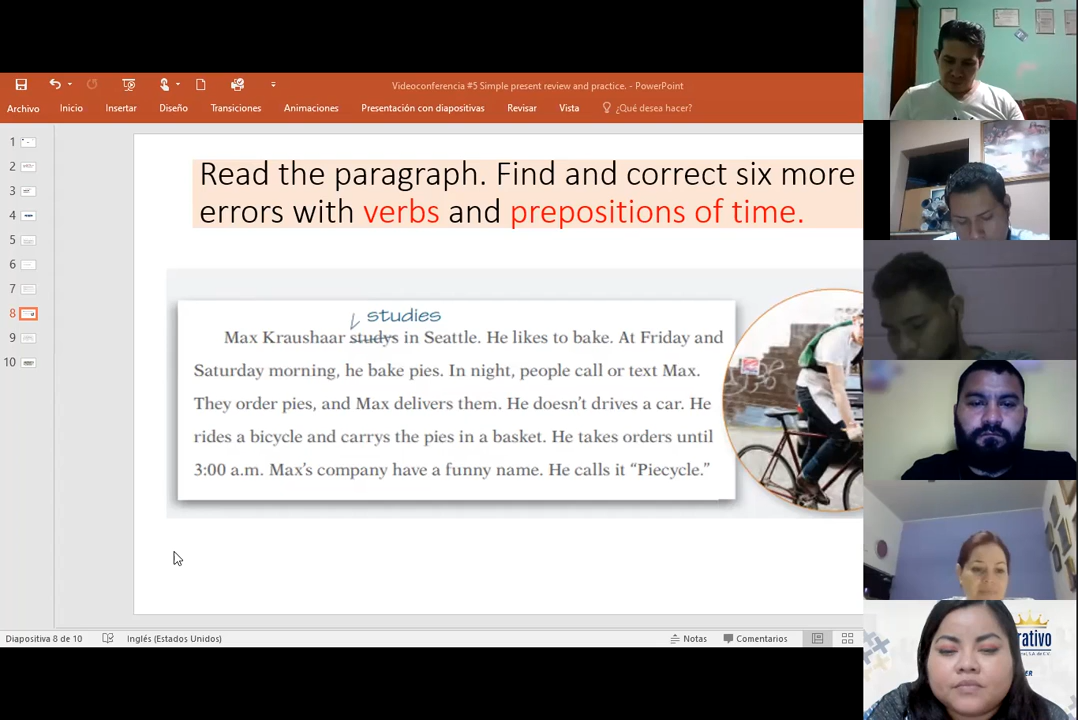 Videoconferencia #5 Simple present review and practice. - PowerPoint
Archivo Inicio Insertar Diseño Transiciones Animaciones Presentación con diapositivas Revisar Vista ¿Qué desea hacer?
1
2
3
4
5
6
7
8
9
10
Read the paragraph. Find and correct six more
errors with verbs and prepositions of time.
studies
Max Kraushaar studys in Seattle. He likes to bake. At Friday and
Saturday morning, he bake pies. In night, people call or text Max.
They order pies, and Max delivers them. He doesn't drives a car. He
rides a bicycle and carrys the pies in a basket. He takes orders until
3:00 a.m. Max's company have a funny name. He calls it “Piecycle.”
Diapositiva 8 de 10 Inglés (Estados Unidos) Notas Comentarios
rativo